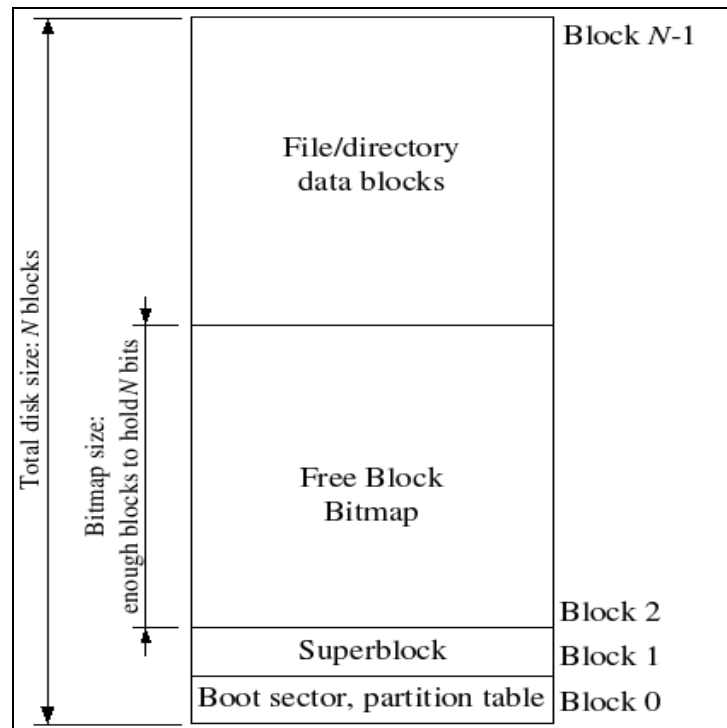 Block N-1
File/directory
data blocks
Total disk size: N blocks
Bitmap size:
enough blocks to hold N bits
Free Block
Bitmap
Block 2
Superblock
Block 1
Boot sector, partition table
Block 0